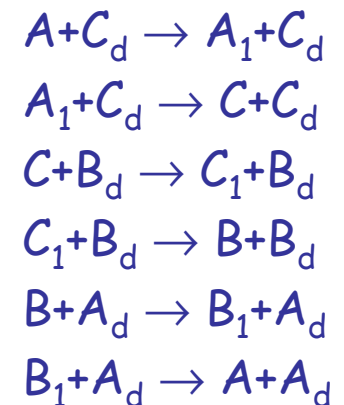 A+C_d → A_1+C_d
A_1+C_d → C+C_d
C+B_d → C_1+B_d
C_1+B_d → B+B_d
B+A_d → B_1+A_d
B_1+A_d → A+A_d